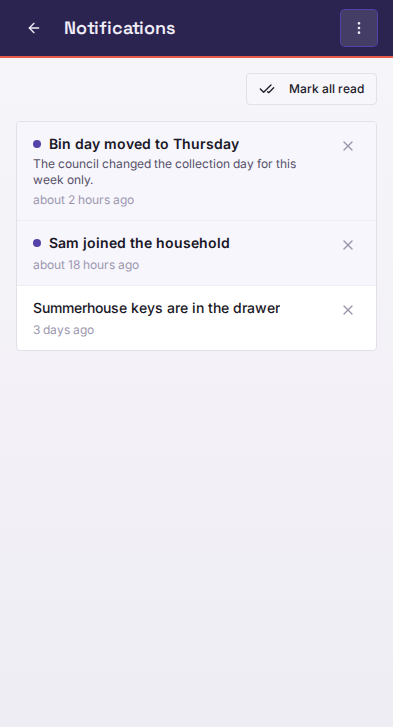 Notifications
Mark all read
Bin day moved to Thursday
The council changed the collection day for this
week only.
about 2 hours ago
Sam joined the household
about 18 hours ago
Summerhouse keys are in the drawer
3 days ago